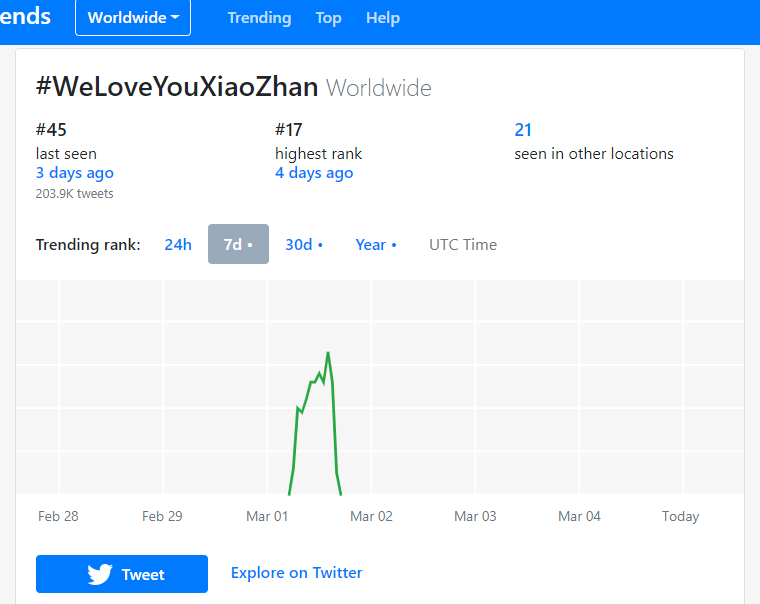 ends Worldwide Trending Top Help
#WeLoveYouXiaoZhan Worldwide
#45 #17 21
last seen highest rank seen in other locations
3 days ago 4 days ago
203.9K tweets
Trending rank: 24h 7d • 30d • Year • UTC Time
Feb 28 Feb 29 Mar 01 Mar 02 Mar 03 Mar 04 Today
Tweet Explore on Twitter